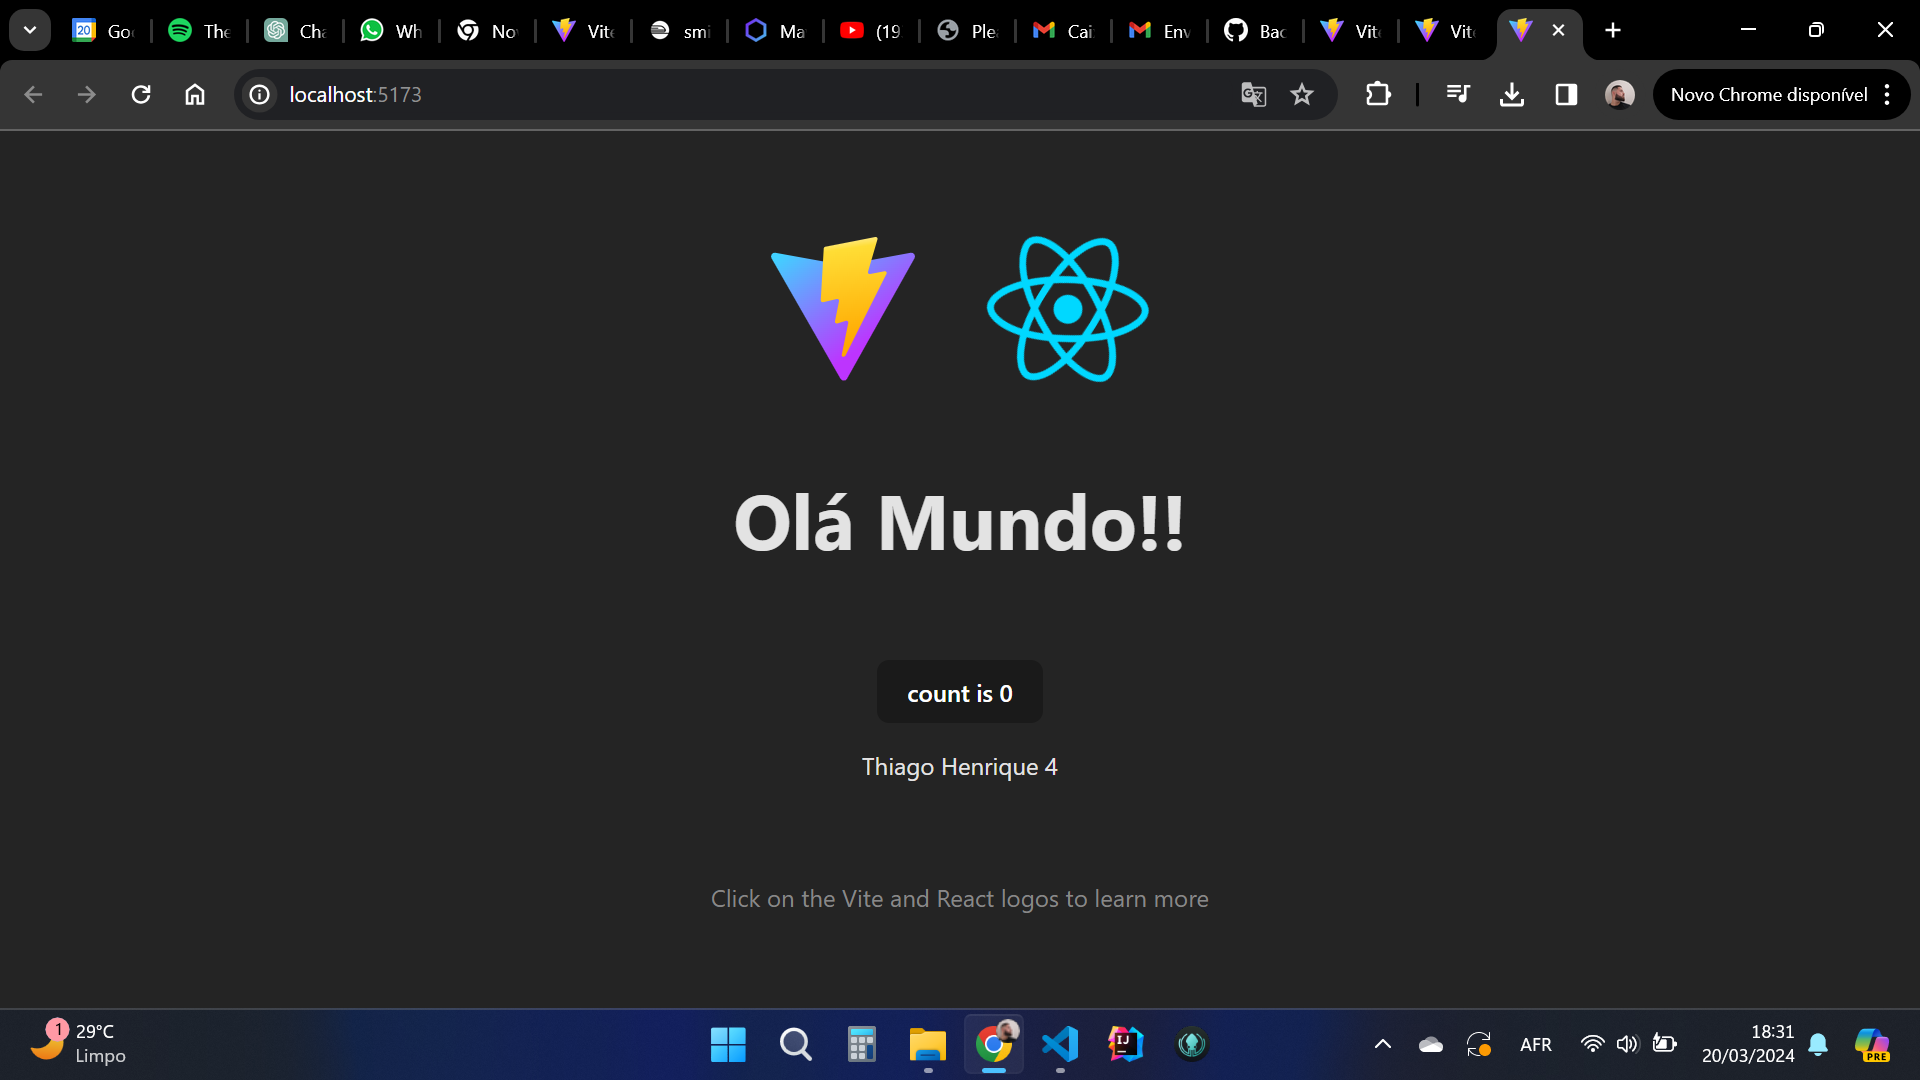 Go
The
Cha
Wh
No
Vite
smi
Ma
(19
Ple
Cai
Env
Bac
Vite
Vite
localhost:5173
Novo Chrome disponível
Olá Mundo!!
count is 0
Thiago Henrique 4
Click on the Vite and React logos to learn more
1
29°C
Limpo
IJ
AFR
18:31
20/03/2024
PRE